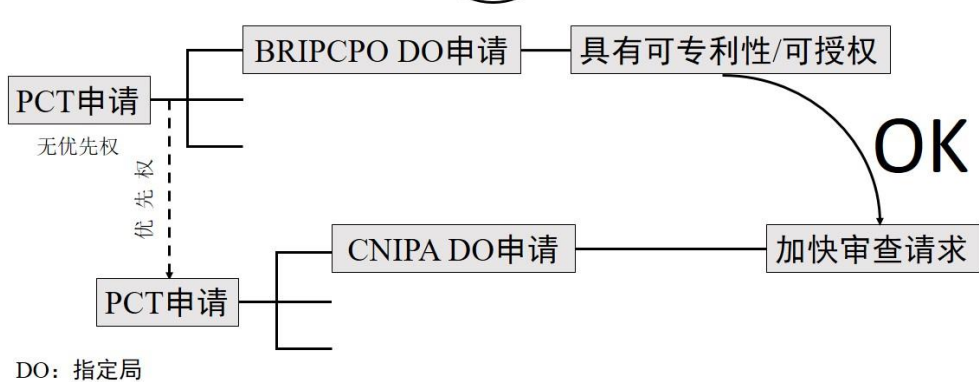 BRIPCPO DO申请
具有可专利性/可授权
PCT申请
无优先权
优先权
OK
CNIPA DO申请
加快审查请求
PCT申请
DO：指定局